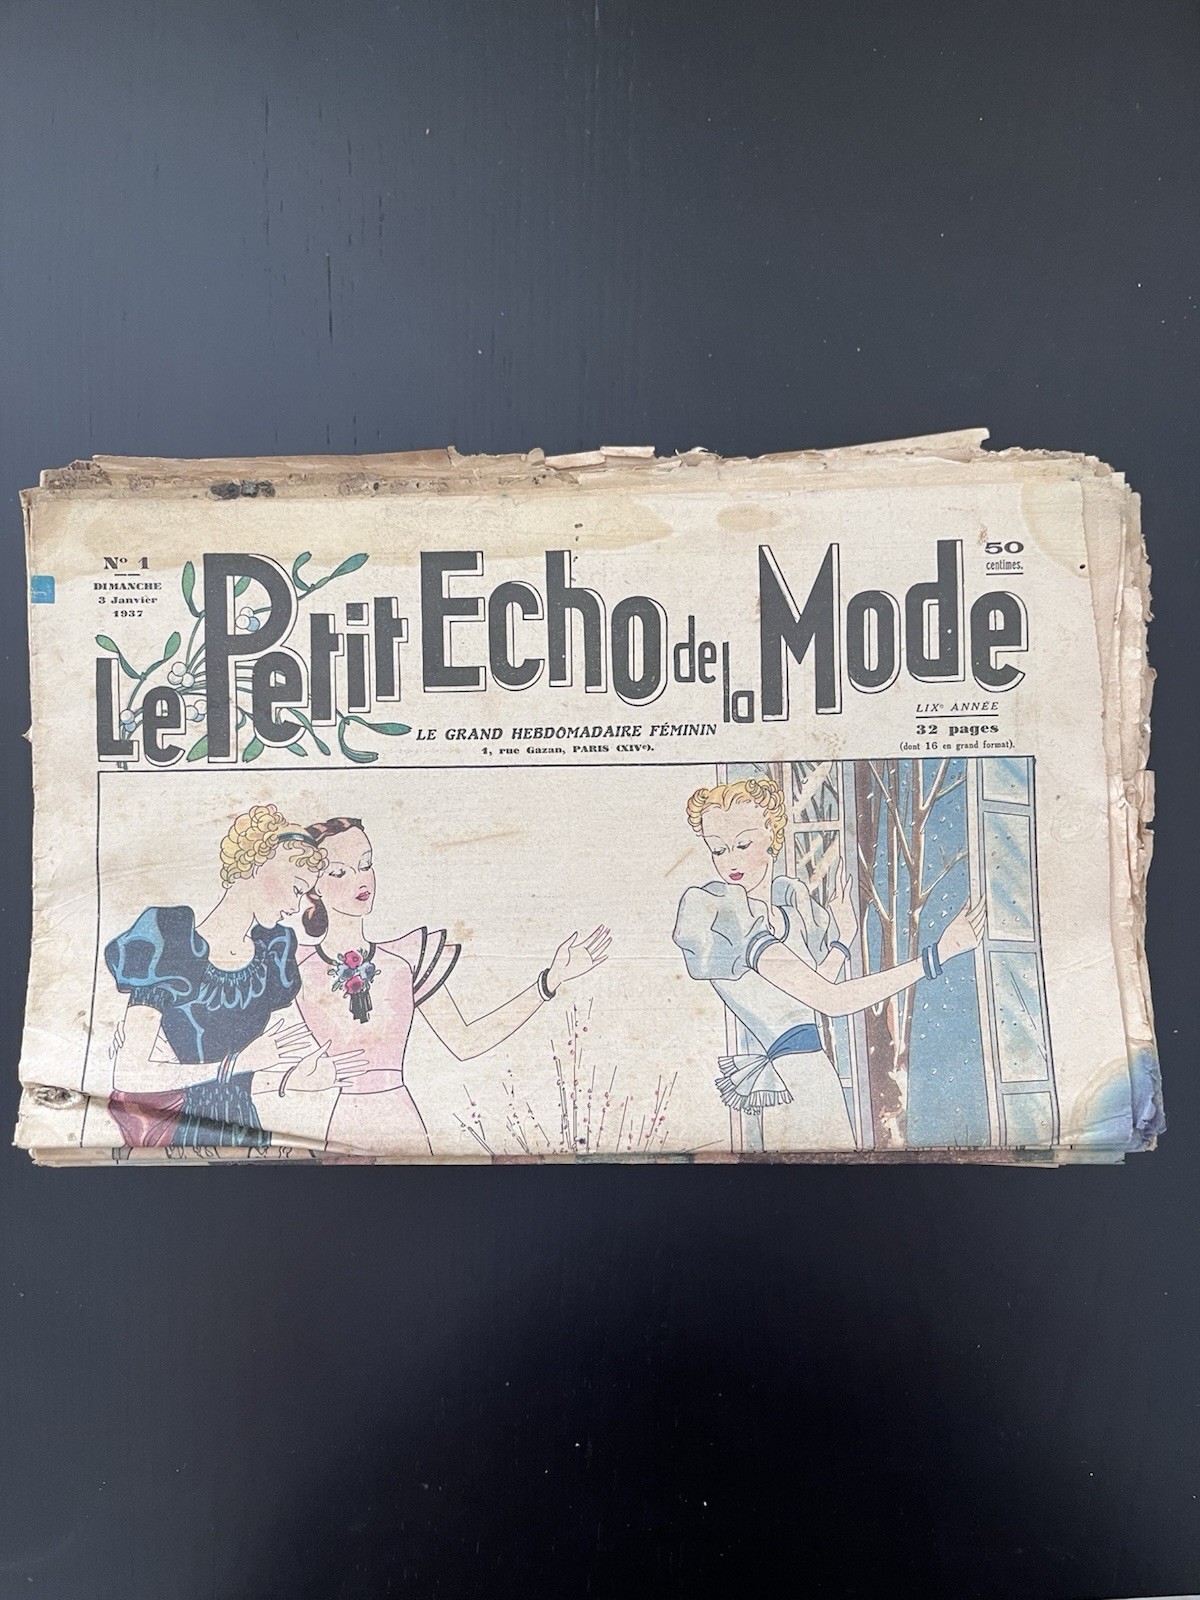 No 1
DIMANCHE
3 Janvier
1937
Le Petit Echo de la Mode
50
centimes.
LE GRAND HEBDOMADAIRE FÉMININ
1, rue Gazan, PARIS (XIVe).
LIXe ANNÉE
32 pages
(dont 16 en grand format).